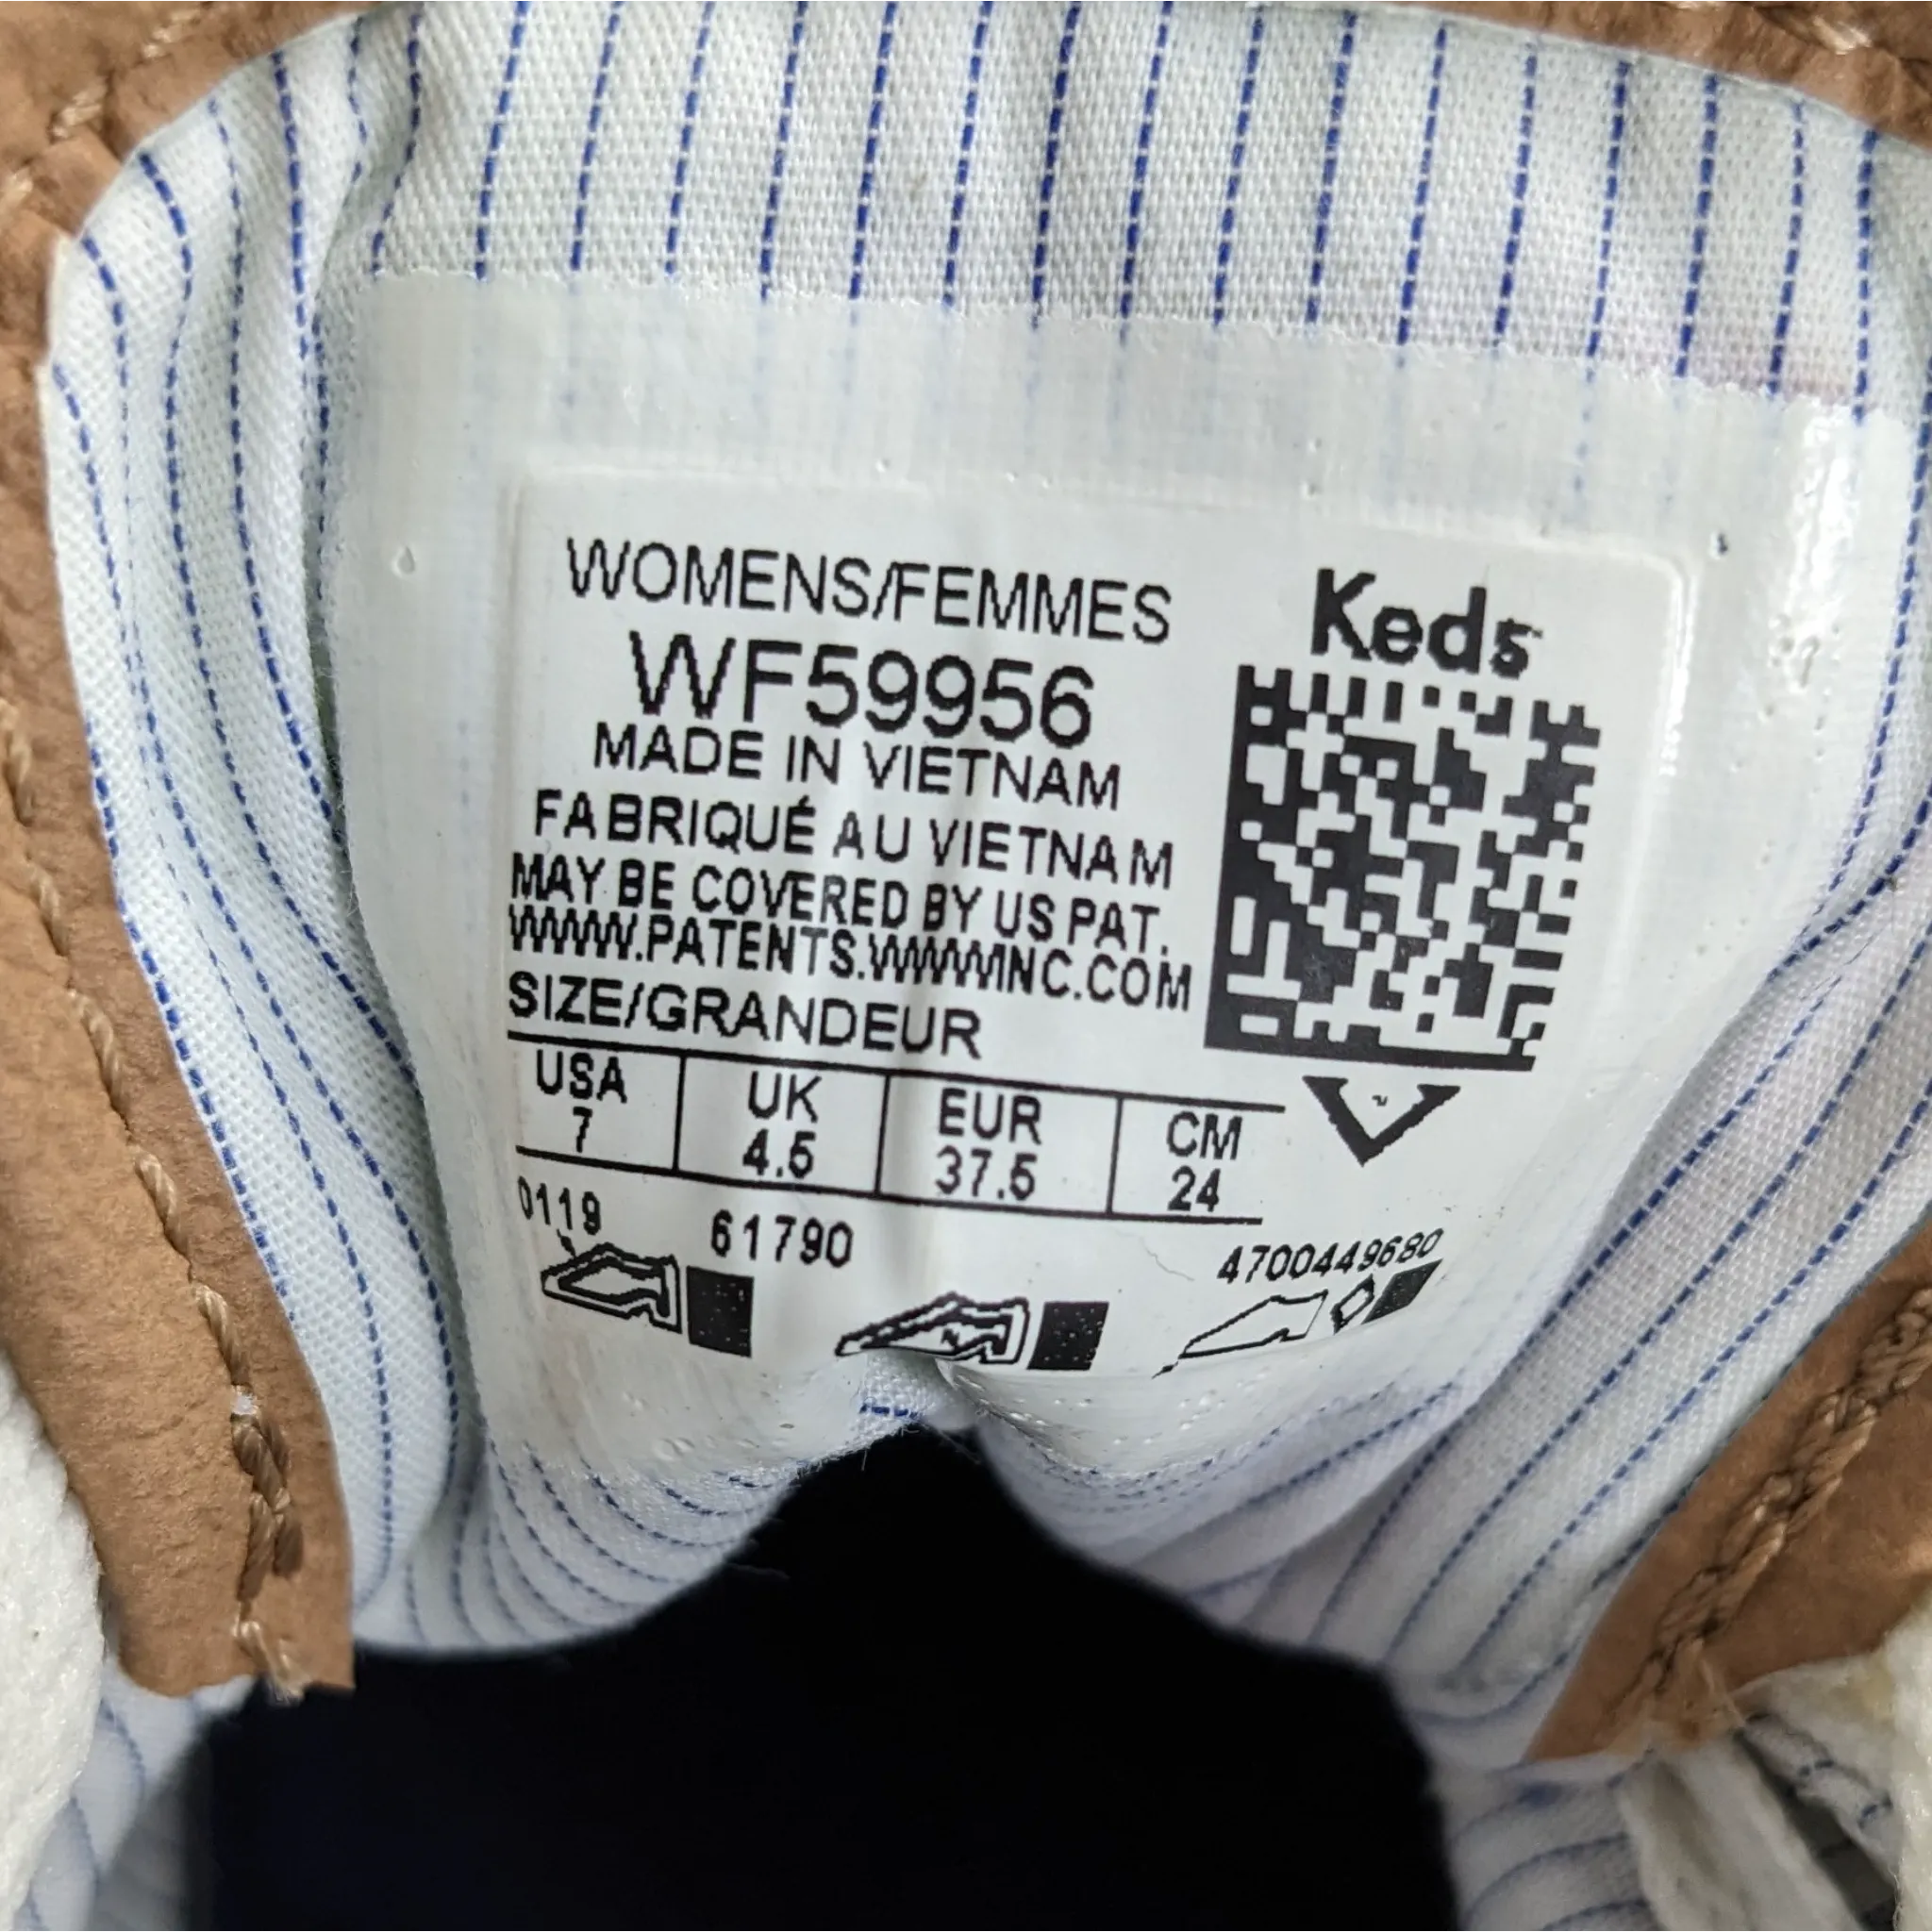 WOMENS/FEMMES
Keds
WF59956
MADE IN VIETNAM
FABRIQUÉ AU VIETNAM
MAY BE COVERED BY US PAT.
WWW.PATENTS.WWWINC.COM
SIZE/GRANDEUR
USA UK EUR CM
7 4.5 37.5 24
0119 61790 4700449680